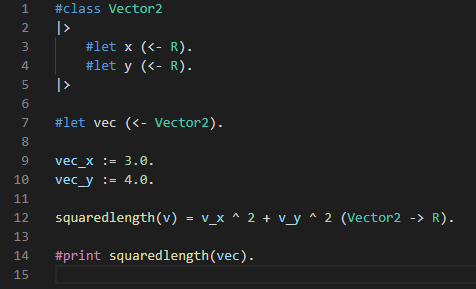 1 #class Vector2
2 |>
3 #let x (<- R).
4 #let y (<- R).
5 |>
6
7 #let vec (<- Vector2).
8
9 vec_x := 3.0.
10 vec_y := 4.0.
11
12 squaredlength(v) = v_x ^ 2 + v_y ^ 2 (Vector2 -> R).
13
14 #print squaredlength(vec).
15